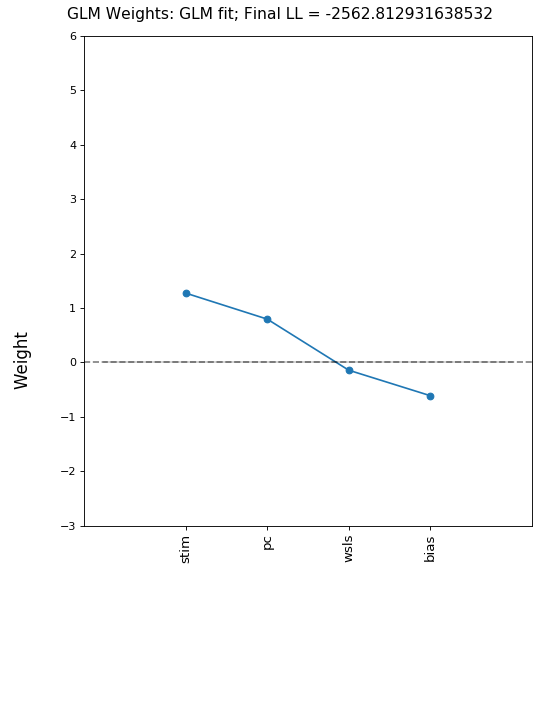 GLM Weights: GLM fit; Final LL = -2562.812931638532
6
5
4
3
2
1
0
−1
−2
−3
Weight
stim
pc
wsls
bias